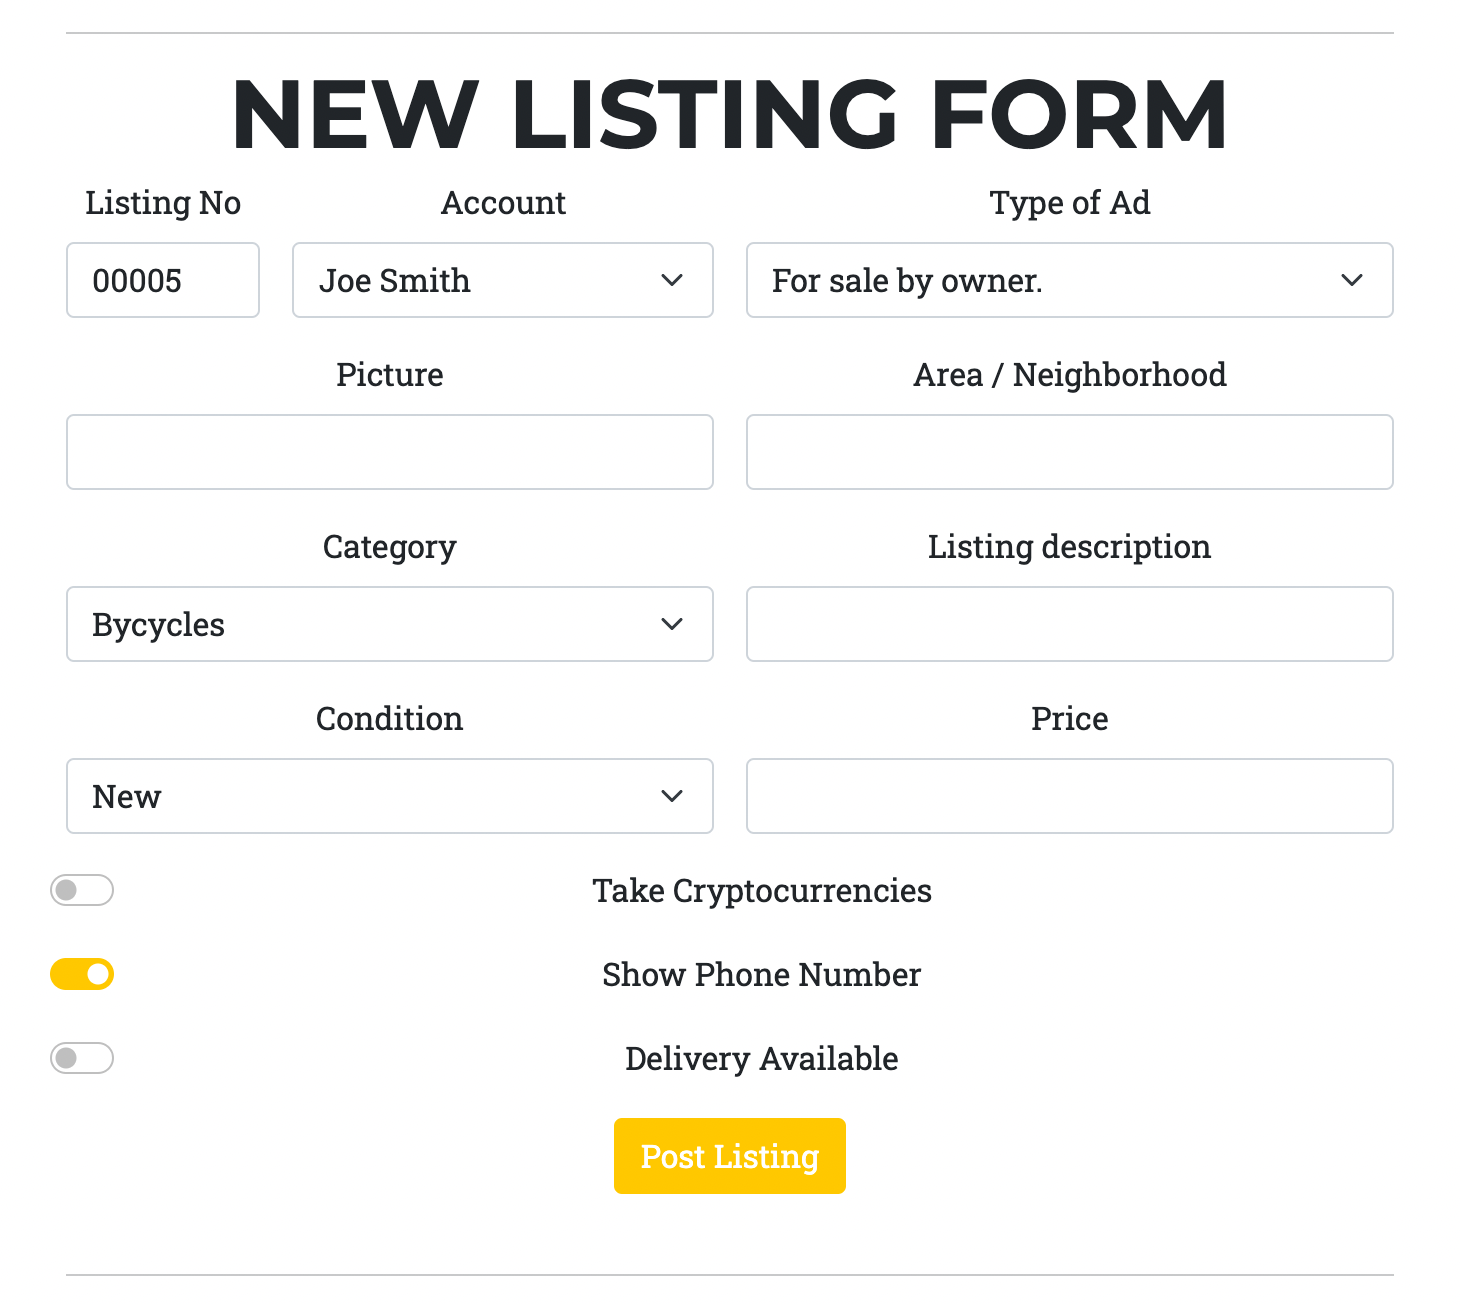 NEW LISTING FORM
Listing No Account Type of Ad
00005 Joe Smith For sale by owner.
Picture Area / Neighborhood
Category Listing description
Bycycles
Condition Price
New
Take Cryptocurrencies
Show Phone Number
Delivery Available
Post Listing